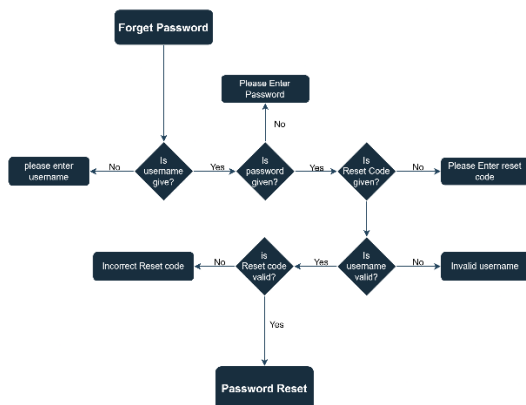 Forget Password
Please Enter
Password
No
Is
username
give?
Is
password
given?
Is
Reset Code
given?
please enter
username
No
Yes
Yes
No
Please Enter reset
code
Incorrect Reset code
No
is
Reset code
valid?
Yes
Is
username
valid?
No
Invalid username
Yes
Password Reset